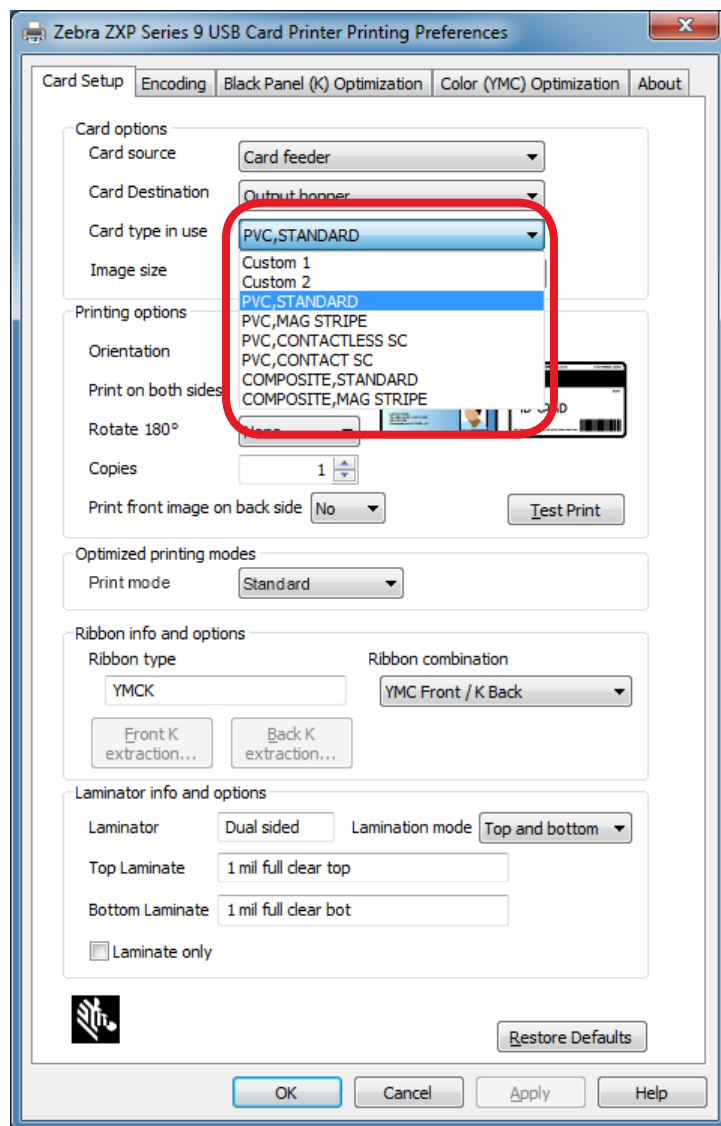 Zebra ZXP Series 9 USB Card Printer Printing Preferences
Card Setup Encoding Black Panel (K) Optimization Color (YMC) Optimization About
Card options
Card source Card feeder
Card Destination Output hopper
Card type in use PVC,STANDARD
Image size
Custom 1
Custom 2
PVC,STANDARD
PVC,MAG STRIPE
PVC,CONTACTLESS SC
PVC,CONTACT SC
COMPOSITE,STANDARD
COMPOSITE,MAG STRIPE
Printing options
Orientation
Print on both sides
ID CARD
Rotate 180° None
Copies 1
Print front image on back side No Test Print
Optimized printing modes
Print mode Standard
Ribbon info and options
Ribbon type Ribbon combination
YMCK YMC Front / K Back
Front K extraction... Back K extraction...
Laminator info and options
Laminator Dual sided Lamination mode Top and bottom
Top Laminate 1 mil full clear top
Bottom Laminate 1 mil full clear bot
Laminate only
Restore Defaults
OK Cancel Apply Help